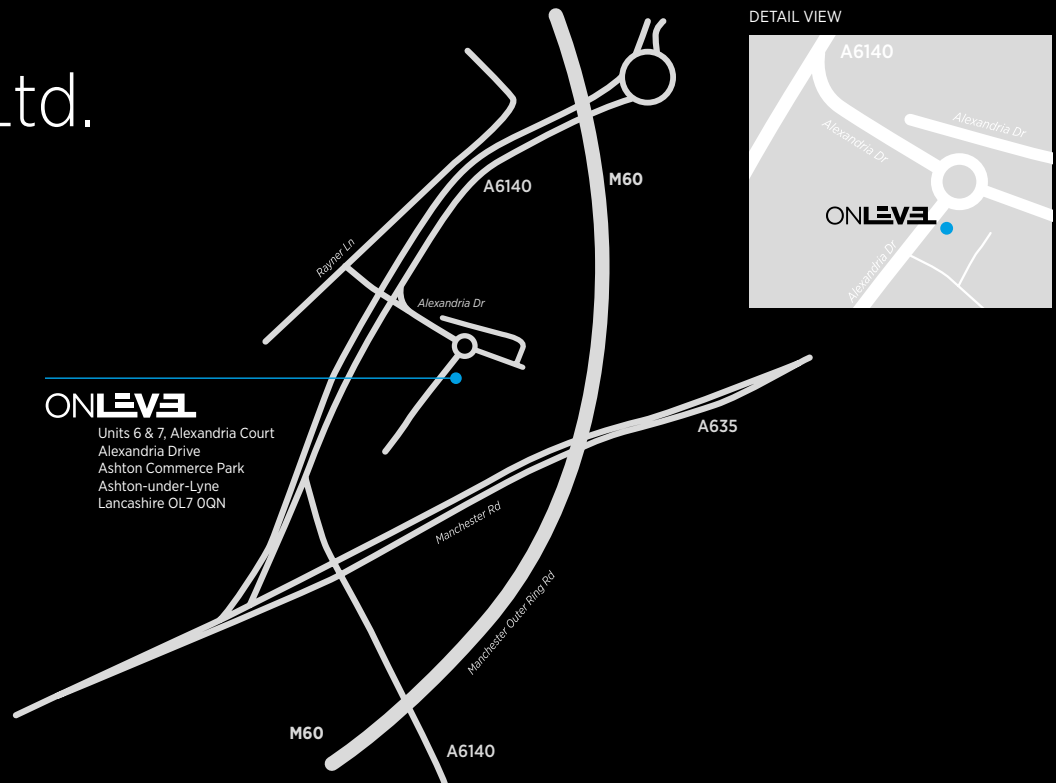 Ltd.
DETAIL VIEW
A6140
Alexandria Dr
Alexandria Dr
ONLEVEL
Alexandria Dr
A6140
M60
Rayner Ln
Alexandria Dr
ONLEVEL
Units 6 & 7, Alexandria Court
Alexandria Drive
Ashton Commerce Park
Ashton-under-Lyne
Lancashire OL7 0QN
A635
Manchester Rd
Manchester Outer Ring Rd
M60
A6140